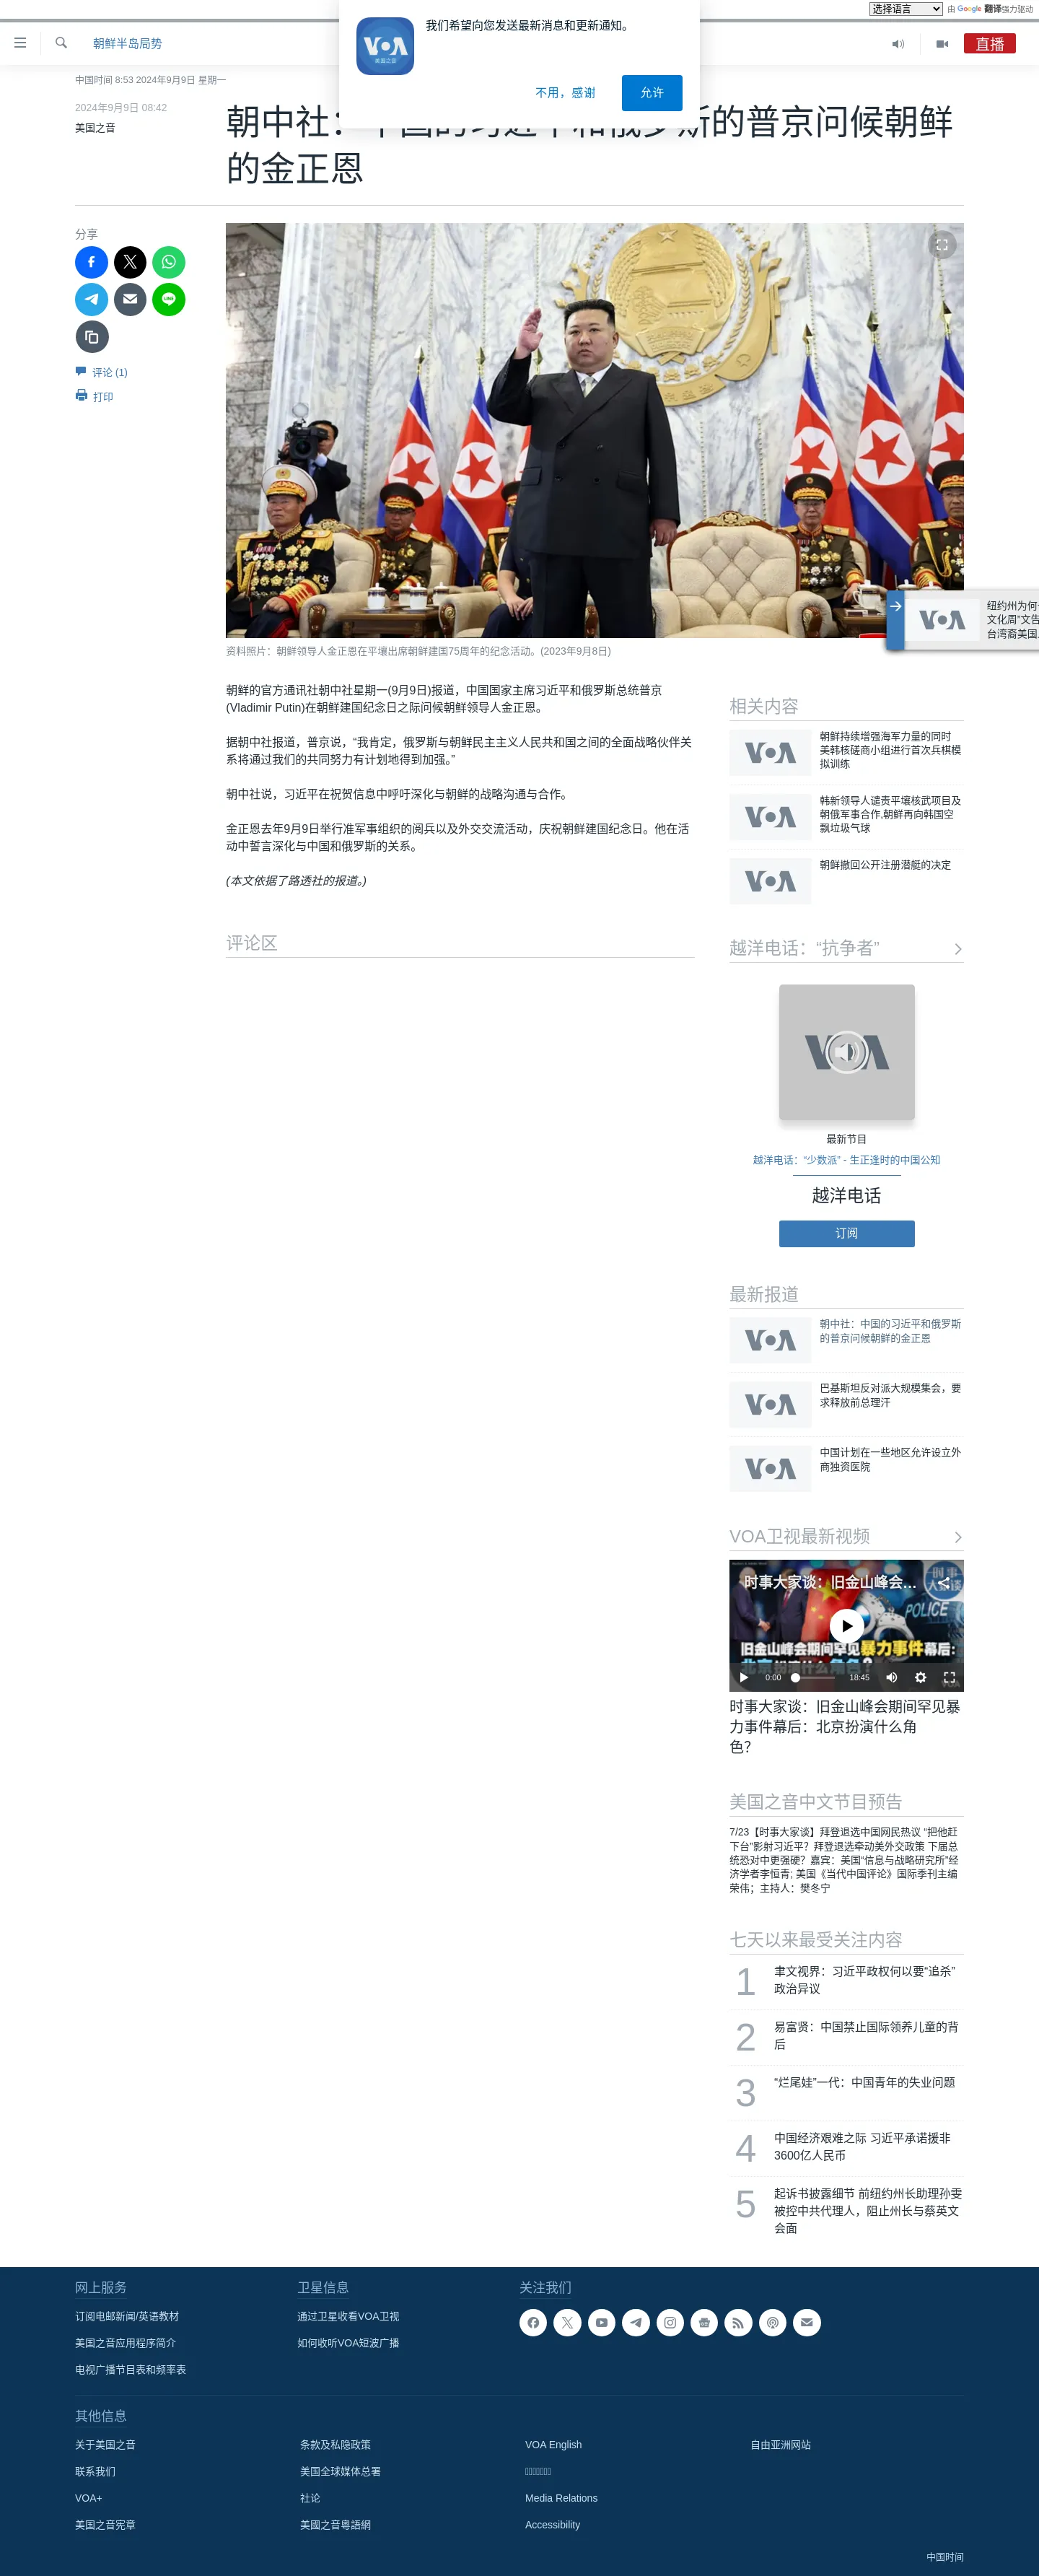 选择语言 由 Google 翻译强力驱动
我们希望向您发送最新消息和更新通知。
VOA
美国之音
不用，感谢 允许
朝鲜半岛局势
直播
中国时间 8:53 2024年9月9日 星期一
2024年9月9日 08:42
美国之音
朝中社：中国的习近平和俄罗斯的普京问候朝鲜
的金正恩
分享
评论 (1)
打印
纽约州为何
文化周”文告
台湾裔美国
资料照片：朝鲜领导人金正恩在平壤出席朝鲜建国75周年的纪念活动。(2023年9月8日)
朝鲜的官方通讯社朝中社星期一(9月9日)报道，中国国家主席习近平和俄罗斯总统普京
(Vladimir Putin)在朝鲜建国纪念日之际问候朝鲜领导人金正恩。
据朝中社报道，普京说，“我肯定，俄罗斯与朝鲜民主主义人民共和国之间的全面战略伙伴关
系将通过我们的共同努力有计划地得到加强。”
朝中社说，习近平在祝贺信息中呼吁深化与朝鲜的战略沟通与合作。
金正恩去年9月9日举行准军事组织的阅兵以及外交交流活动，庆祝朝鲜建国纪念日。他在活
动中誓言深化与中国和俄罗斯的关系。
(本文依据了路透社的报道。)
评论区
相关内容
VOA
朝鲜持续增强海军力量的同时
美韩核磋商小组进行首次兵棋模
拟训练
VOA
韩新领导人谴责平壤核武项目及
朝俄军事合作,朝鲜再向韩国空
飘垃圾气球
VOA
朝鲜撤回公开注册潜艇的决定
越洋电话：“抗争者”
VOA
最新节目
越洋电话：“少数派” - 生正逢时的中国公知
越洋电话
订阅
最新报道
VOA
朝中社：中国的习近平和俄罗斯
的普京问候朝鲜的金正恩
VOA
巴基斯坦反对派大规模集会，要
求释放前总理汗
VOA
中国计划在一些地区允许设立外
商独资医院
VOA卫视最新视频
时事大家谈：旧金山峰会...
POLICE
旧金山峰会期间罕见暴力事件幕后：
北京扮演什么角色？
0:00 18:45
时事大家谈：旧金山峰会期间罕见暴
力事件幕后：北京扮演什么角
色？
美国之音中文节目预告
7/23【时事大家谈】拜登退选中国网民热议 “把他赶
下台”影射习近平？拜登退选牵动美外交政策 下届总
统恐对中更强硬？嘉宾：美国“信息与战略研究所”经
济学者李恒青; 美国《当代中国评论》国际季刊主编
荣伟；主持人：樊冬宁
七天以来最受关注内容
1 聿文视界：习近平政权何以要“追杀”
政治异议
2 易富贤：中国禁止国际领养儿童的背
后
3 “烂尾娃”一代：中国青年的失业问题
4 中国经济艰难之际 习近平承诺援非
3600亿人民币
5 起诉书披露细节 前纽约州长助理孙雯
被控中共代理人，阻止州长与蔡英文
会面
网上服务 卫星信息 关注我们
订阅电邮新闻/英语教材 通过卫星收看VOA卫视
美国之音应用程序简介 如何收听VOA短波广播
电视广播节目表和频率表
其他信息
关于美国之音 条款及私隐政策 VOA English 自由亚洲网站
联系我们 美国全球媒体总署
VOA+ 社论 Media Relations
美国之音宪章 美國之音粵語網 Accessibility
中国时间